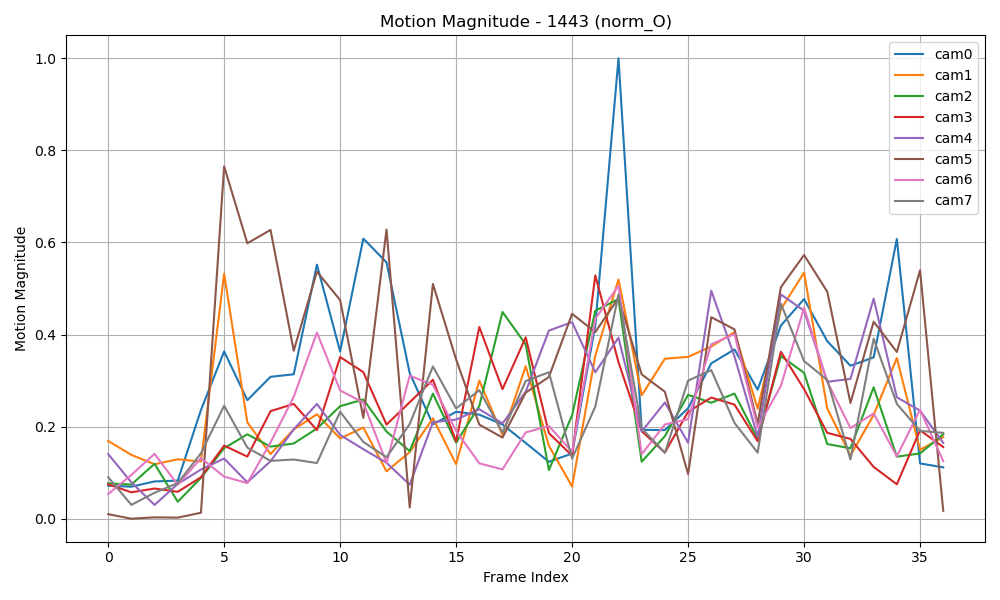 Motion Magnitude - 1443 (norm_O)
1.0
0.8
0.6
0.4
0.2
0.0
Motion Magnitude
cam0
cam1
cam2
cam3
cam4
cam5
cam6
cam7
0 5 10 15 20 25 30 35
Frame Index